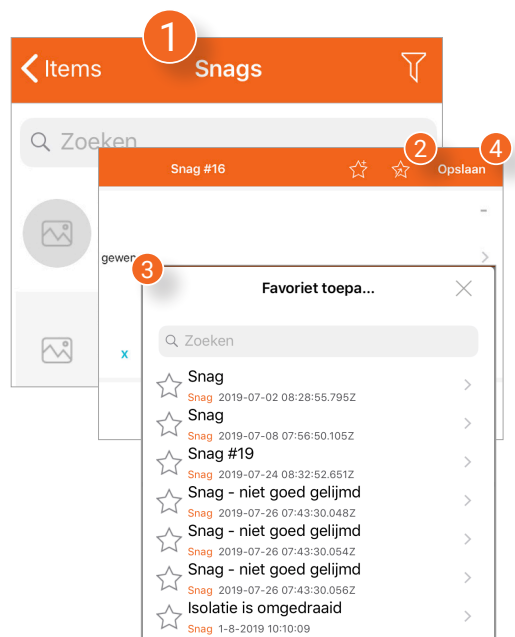 1
Items
Snags
Zoeken
2
4
Snag #16
Opslaan
-
gewen
3
Favoriet toepa...
x
Zoeken
Snag
Snag 2019-07-02 08:28:55.795Z
Snag
Snag 2019-07-08 07:56:50.105Z
Snag #19
Snag 2019-07-24 08:32:52.651Z
Snag - niet goed gelijmd
Snag 2019-07-26 07:43:30.048Z
Snag - niet goed gelijmd
Snag 2019-07-26 07:43:30.054Z
Snag - niet goed gelijmd
Snag 2019-07-26 07:43:30.056Z
Isolatie is omgedraaid
Snag 1-8-2019 10:10:09